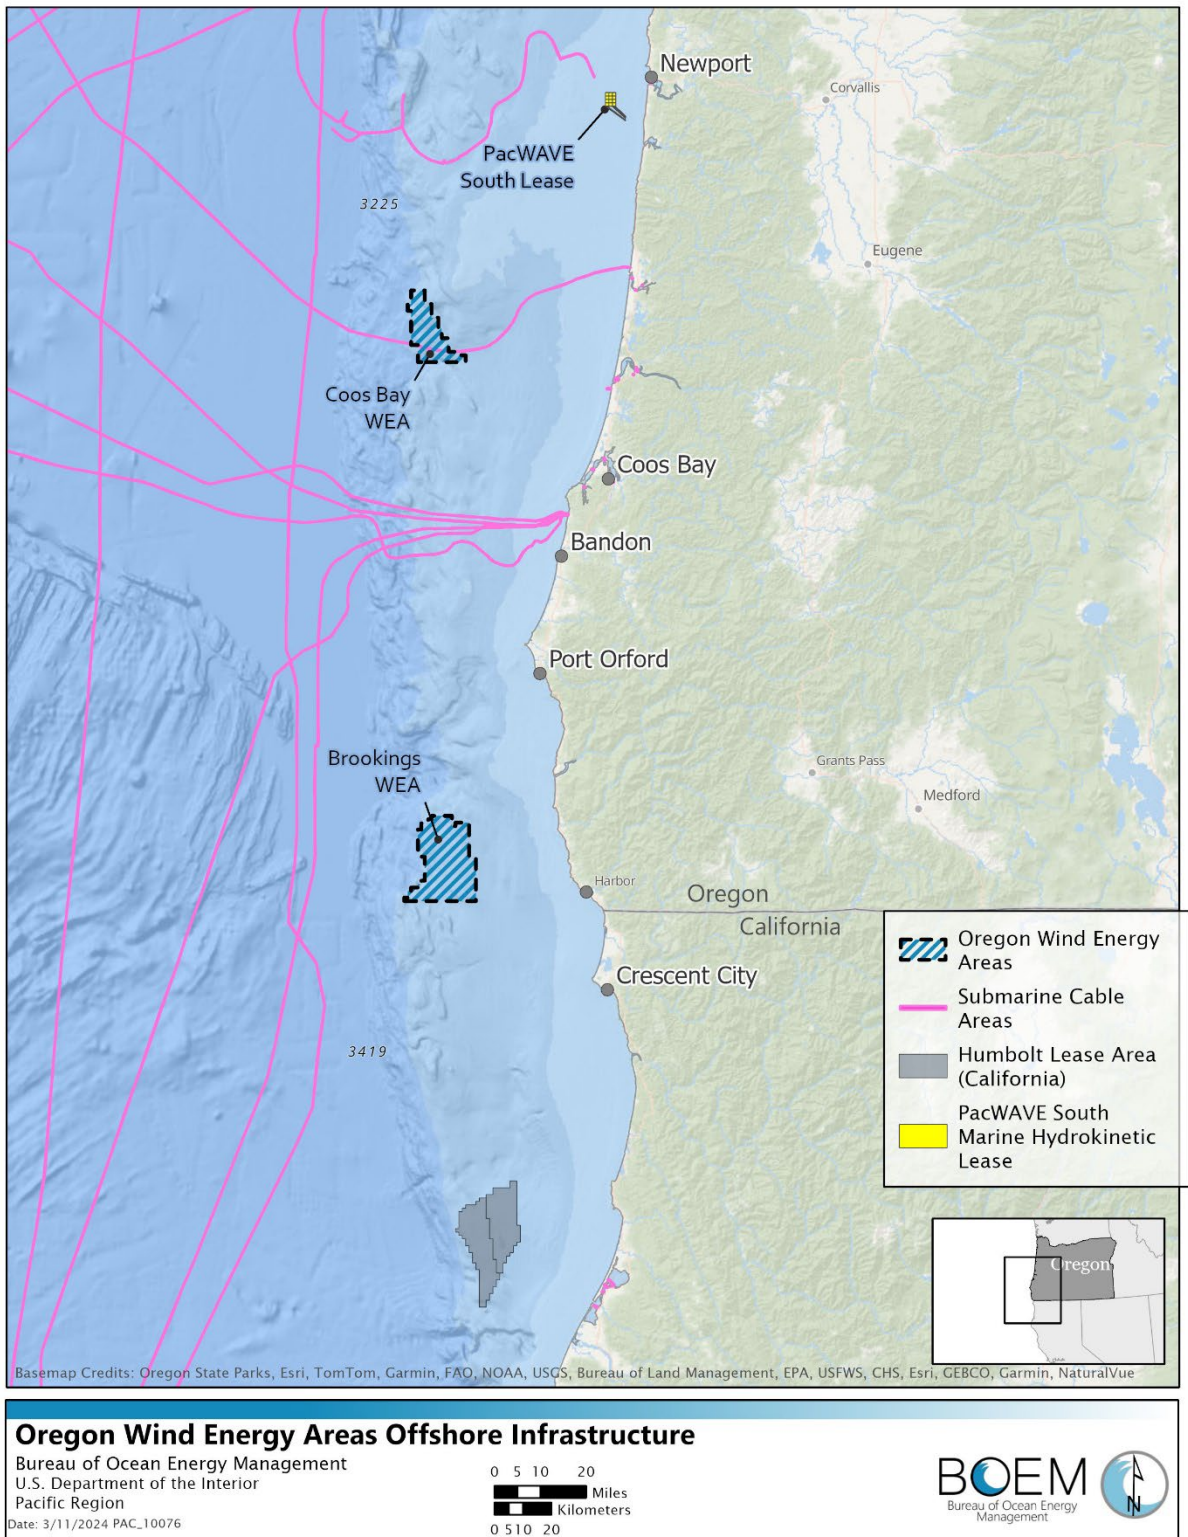 Newport
Corvallis
PacWAVE
South Lease
3225
Eugene
Coos Bay
WEA
Coos Bay
Bandon
Port Orford
Brookings
WEA
Grants Pass
Medford
Harbor
Oregon
California
Crescent City
3419
Oregon Wind Energy
Areas
Submarine Cable
Areas
Humbolt Lease Area
(California)
PacWAVE South
Marine Hydrokinetic
Lease
Oregon
Basemap Credits: Oregon State Parks, Esri, TomTom, Garmin, FAO, NOAA, USGS, Bureau of Land Management, EPA, USFWS, CHS, Esri, GEBCO, Garmin, NaturalVue
Oregon Wind Energy Areas Offshore Infrastructure
Bureau of Ocean Energy Management
U.S. Department of the Interior
Pacific Region
Date: 3/11/2024 PAC_10076
0 5 10 20
Miles
Kilometers
0 510 20
BOEM
Bureau of Ocean Energy
Management
N